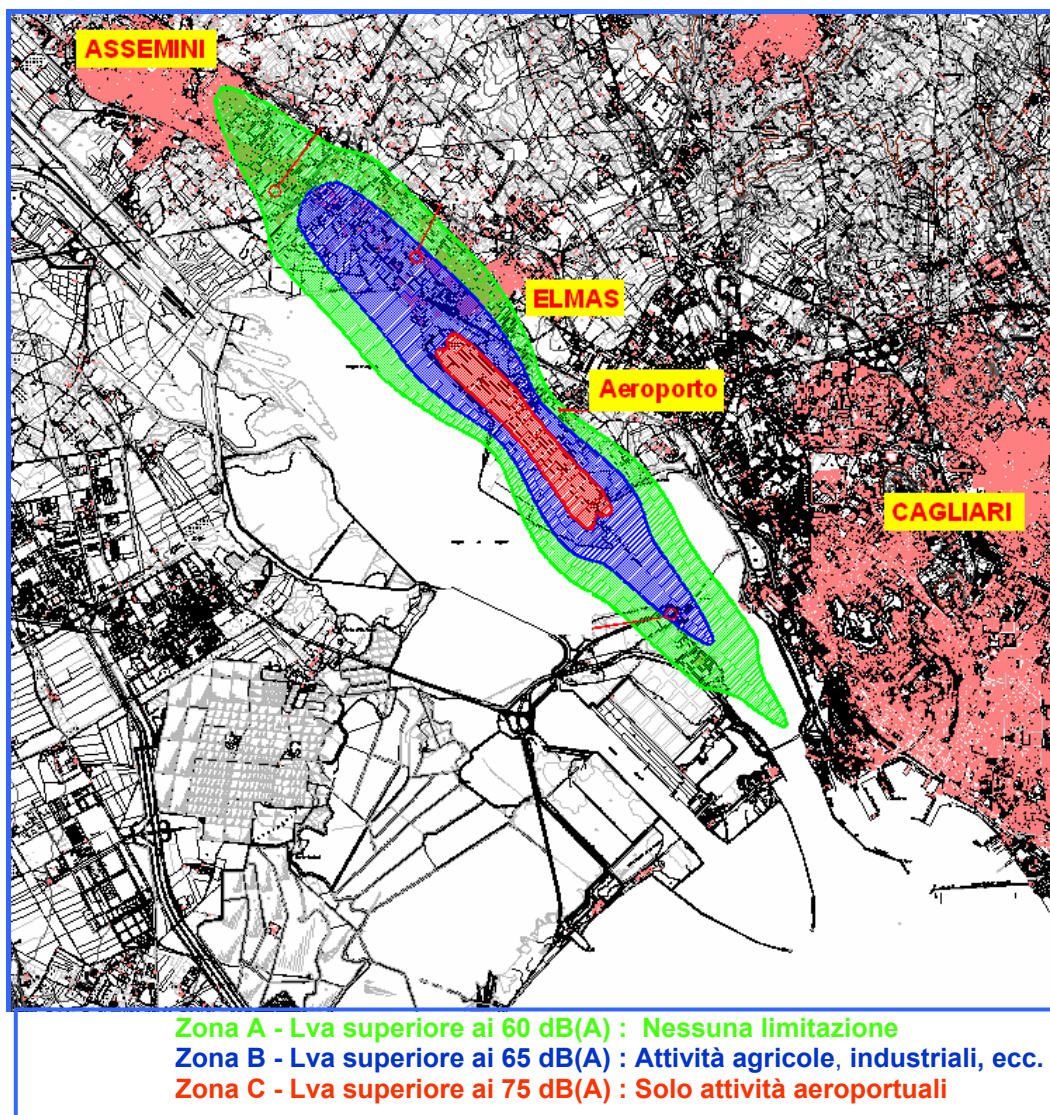 ASSEMINI
ELMAS
Aeroporto
CAGLIARI
Zona A - Lva superiore ai 60 dB(A) : Nessuna limitazione
Zona B - Lva superiore ai 65 dB(A) : Attività agricole, industriali, ecc.
Zona C - Lva superiore ai 75 dB(A) : Solo attività aeroportuali